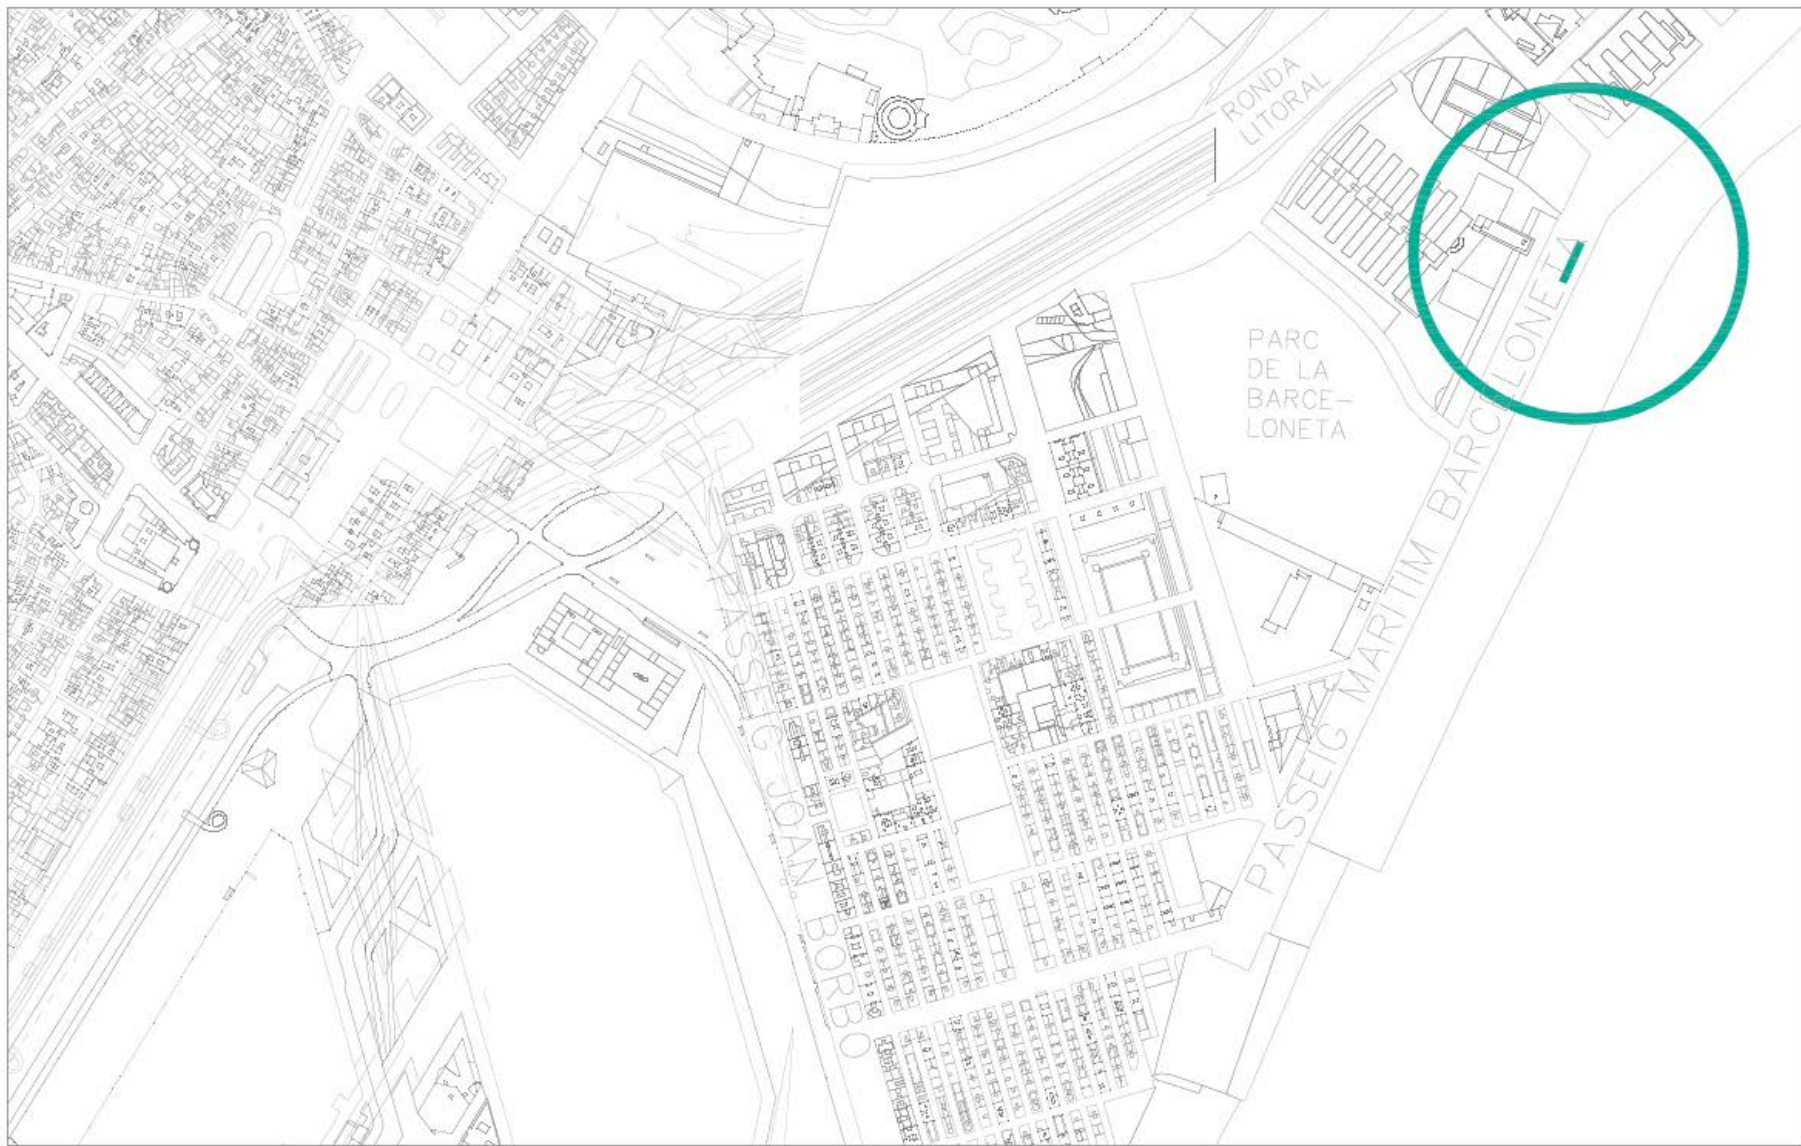 RONDA
LITORAL
PARC
DE LA
BARCE–
LONETA
PASSEIG MARITIM BARCELONETA
PASSEIG JOAN BORBO